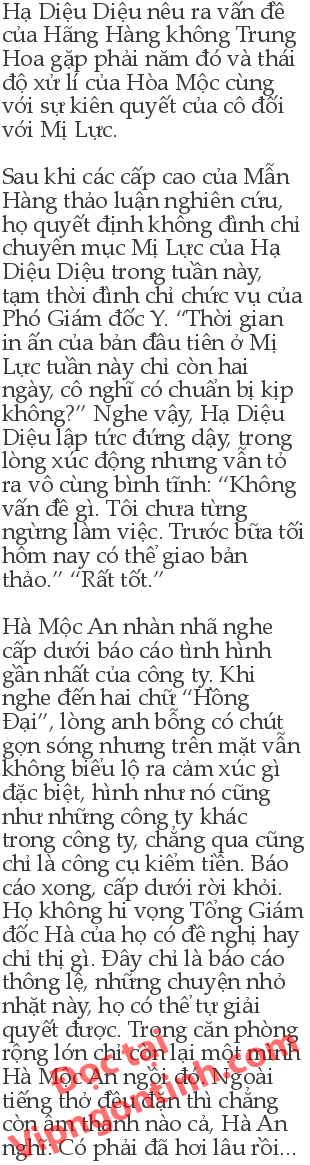 Hạ Diệu Diệu nêu ra vấn đề
của Hãng Hàng không Trung
Hoa gặp phải năm đó và thái
độ xử lí của Hòa Mộc cùng
với sự kiên quyết của cô đối
với Mị Lực.
Sau khi các cấp cao của Mẫn
Hàng thảo luận nghiên cứu,
họ quyết định không đình chỉ
chuyên mục Mị Lực của Hạ
Diệu Diệu trong tuần này,
tạm thời đình chỉ chức vụ của
Phó Giám đốc Y. “Thời gian
in ấn của bản đầu tiên ở Mị
Lực tuần này chỉ còn hai
ngày, cô nghĩ có chuẩn bị kịp
không?” Nghe vậy, Hạ Diệu
Diệu lập tức đứng dậy, trong
lòng xúc động nhưng vẫn tỏ
ra vô cùng bình tĩnh: “Không
vấn đề gì. Tôi chưa từng
ngừng làm việc. Trước bữa tối
hôm nay có thể giao bản
thảo.” “Rất tốt.”
Hà Mộc An nhàn nhã nghe
cấp dưới báo cáo tình hình
gần nhất của công ty. Khi
nghe đến hai chữ “Hồng
Đại”, lòng anh bỗng có chút
gợn sóng nhưng trên mặt vẫn
không biểu lộ ra cảm xúc gì
đặc biệt, hình như nó cũng
như những công ty khác
trong công ty, chẳng qua cũng
chỉ là công cụ kiếm tiền. Báo
cáo xong, cấp dưới rời khỏi.
Họ không hi vọng Tổng Giám
đốc Hà của họ có đề nghị hay
chỉ thị gì. Đây chỉ là báo cáo
thông lệ, những chuyện nhỏ
nhặt này, họ có thể tự giải
quyết được. Trong căn phòng
rộng lớn chỉ còn lại một mình
Hà Mộc An ngồi đó. Ngoài
tiếng thở đều đặn thì chẳng
còn âm thanh nào cả, Hà An
nghĩ: Có phải đã hơi lâu rồi...
Đọc tại
Vipngontinh.com